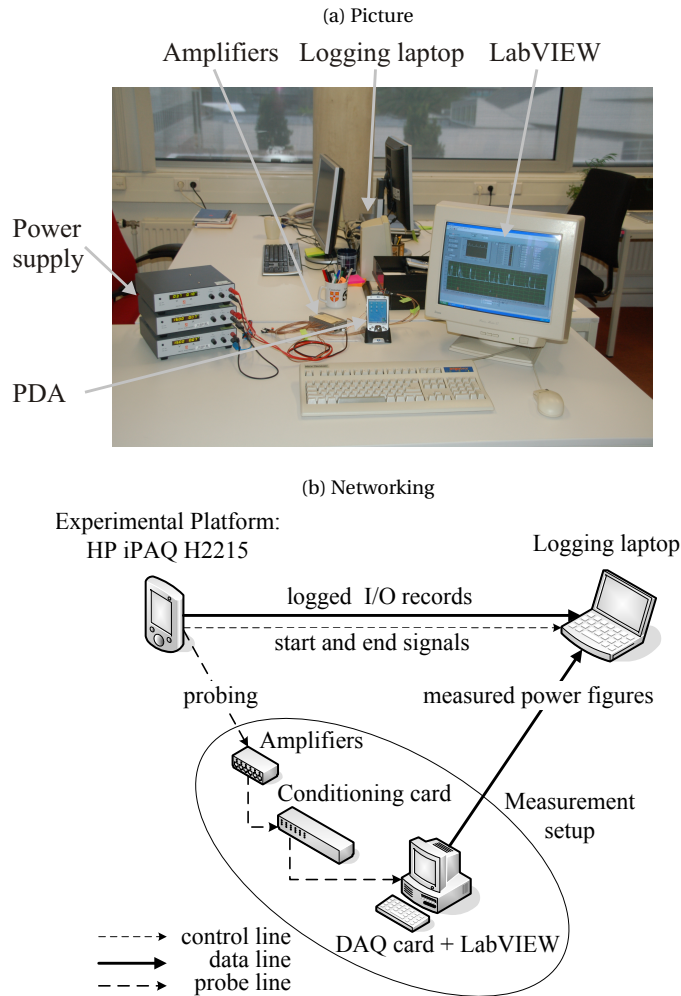 (a) Picture
Amplifiers Logging laptop LabVIEW
Power
supply
PDA
(b) Networking
Experimental Platform:
HP iPAQ H2215
Logging laptop
logged I/O records
start and end signals
probing
measured power figures
Amplifiers
Conditioning card
Measurement
setup
DAQ card + LabVIEW
control line
data line
probe line